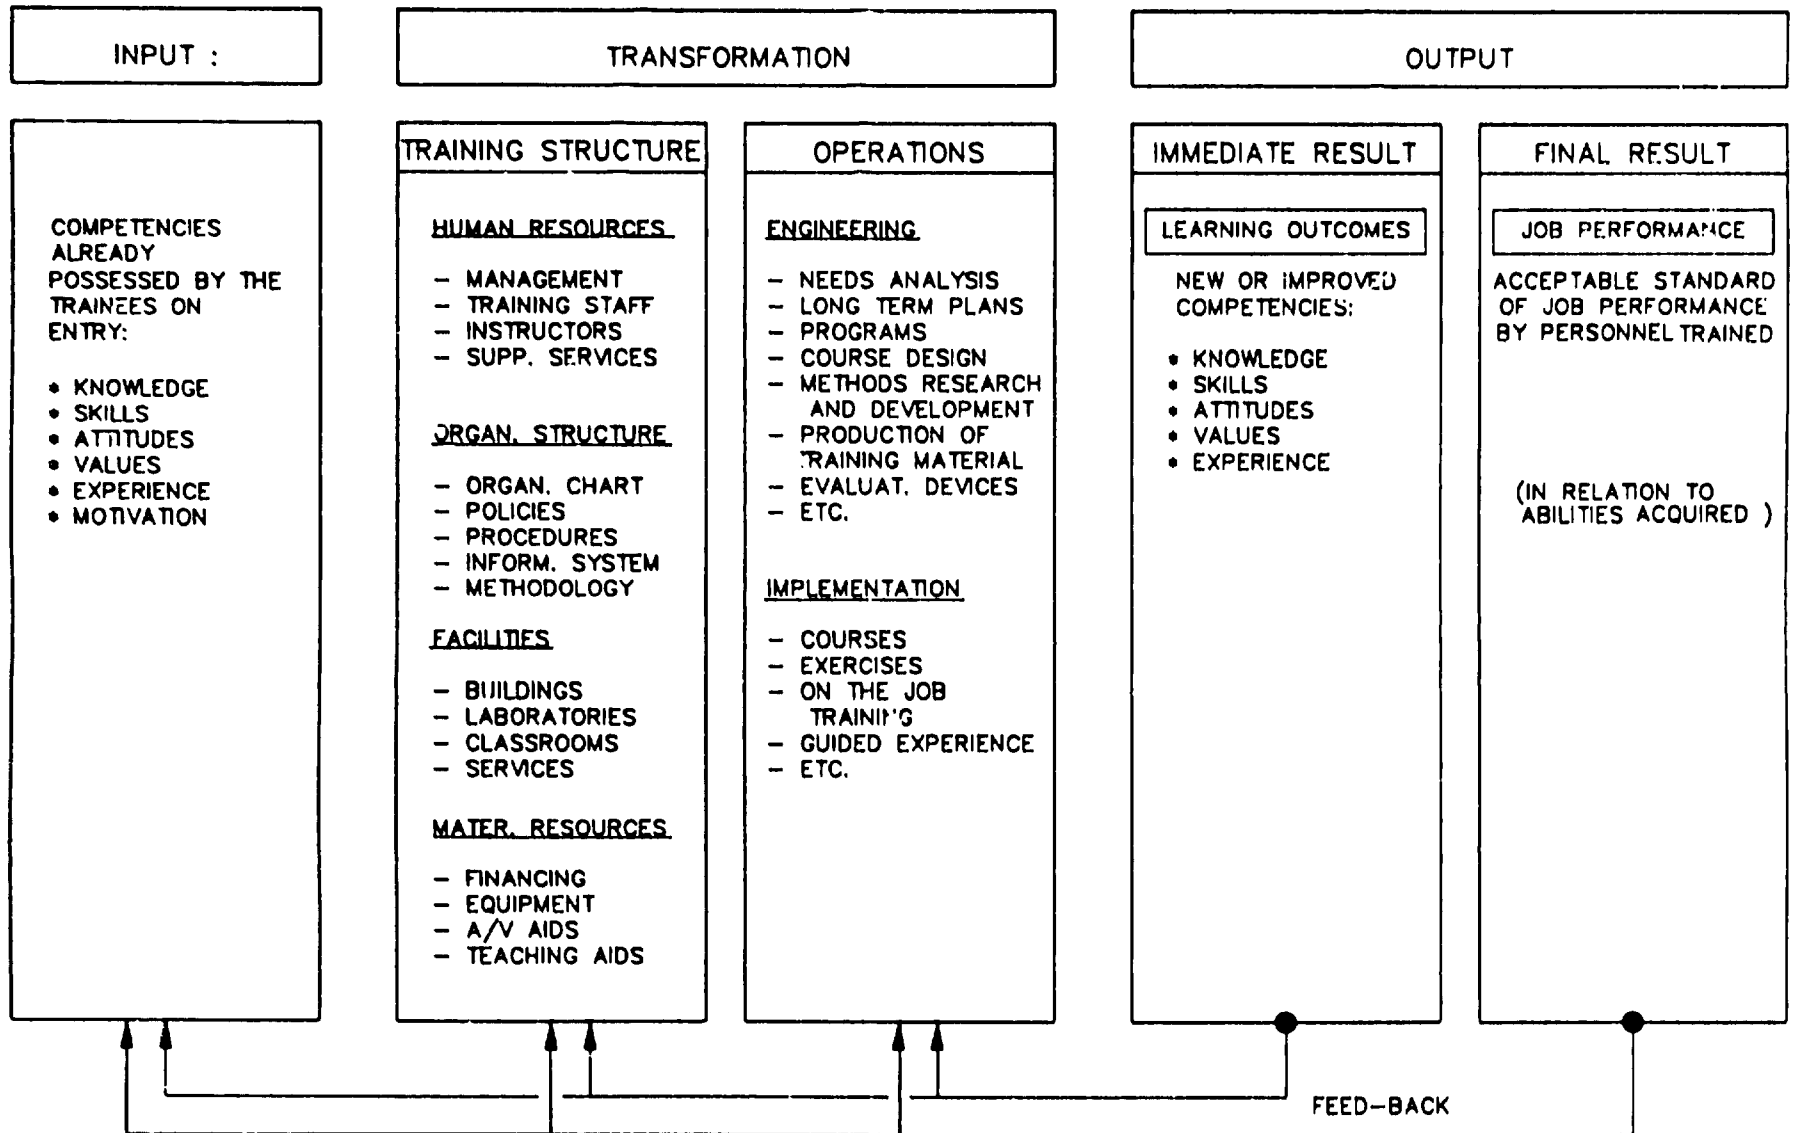 INPUT :
TRANSFORMATION
OUTPUT
COMPETENCIES
ALREADY
POSSESSED BY THE
TRAINEES ON
ENTRY:
• KNOWLEDGE
• SKILLS
• ATTITUDES
• VALUES
• EXPERIENCE
• MOTIVATION
TRAINING STRUCTURE
HUMAN RESOURCES
– MANAGEMENT
– TRAINING STAFF
– INSTRUCTORS
– SUPP. SERVICES
ORGAN. STRUCTURE
– ORGAN. CHART
– POLICIES
– PROCEDURES
– INFORM. SYSTEM
– METHODOLOGY
FACILITIES
– BUILDINGS
– LABORATORIES
– CLASSROOMS
– SERVICES
MATER. RESOURCES
– FINANCING
– EQUIPMENT
– A/V AIDS
– TEACHING AIDS
OPERATIONS
ENGINEERING
– NEEDS ANALYSIS
– LONG TERM PLANS
– PROGRAMS
– COURSE DESIGN
– METHODS RESEARCH
AND DEVELOPMENT
– PRODUCTION OF
TRAINING MATERIAL
– EVALUAT. DEVICES
– ETC.
IMPLEMENTATION
– COURSES
– EXERCISES
– ON THE JOB
TRAINING
– GUIDED EXPERIENCE
– ETC.
IMMEDIATE RESULT
LEARNING OUTCOMES
NEW OR IMPROVED
COMPETENCIES:
• KNOWLEDGE
• SKILLS
• ATTITUDES
• VALUES
• EXPERIENCE
FINAL RESULT
JOB PERFORMANCE
ACCEPTABLE STANDARD
OF JOB PERFORMANCE
BY PERSONNEL TRAINED
(IN RELATION TO
ABILITIES ACQUIRED )
FEED–BACK